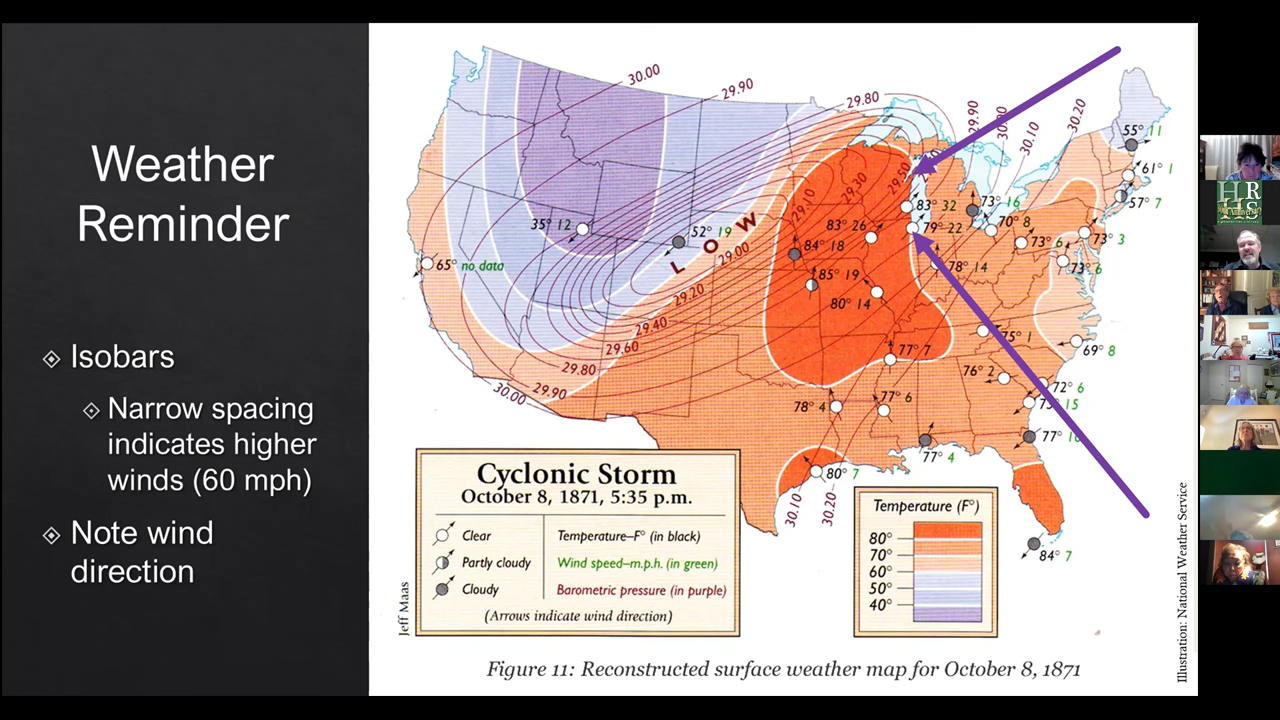 Weather
Reminder
Isobars
Narrow spacing
indicates higher
winds (60 mph)
Note wind
direction
30.00
29.90
29.80
29.90
30.10
30.20
29.50
29.30
29.10
55° 11
61° 1
57° 7
35° 12
52° 19
LOW
29.00
83° 32
73° 16
83° 26
79° 22
70° 8
73° 6
73° 3
65° no data
84° 18
78° 14
73° 6
85° 19
29.20
80° 14
29.40
29.60
75° 1
69° 8
77° 7
29.80
76° 2
29.90
72° 6
30.00
78° 4
77° 6
15
77°
77° 4
80° 7
30.10
30.20
84° 7
Cyclonic Storm
October 8, 1871, 5:35 p.m.
Clear
Temperature–F° (in black)
Partly cloudy
Wind speed–m.p.h. (in green)
Cloudy
Barometric pressure (in purple)
(Arrows indicate wind direction)
Temperature (F°)
80°
70°
60°
50°
40°
Jeff Maas
Illustration: National Weather Service
Figure 11: Reconstructed surface weather map for October 8, 1871
H R
H S